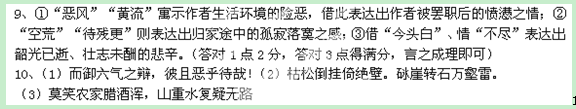 9、①“恶风”“黄流”寓示作者生活环境的险恶，借此表达出作者被罢职后的愤懑之情；②
“空荒”“待残更”则表达出归家途中的孤寂落寞之感；③借“今头白”、情“不尽”表达出
韶光已逝、壮志未酬的悲辛。（答对1点2分，答对3点得满分，言之成理即可）
10、（1）而御六气之辩，彼且恶乎待哉！（2）枯松倒挂倚绝壁。砯崖转石万壑雷。
（3）莫笑农家腊酒浑，山重水复疑无路
1